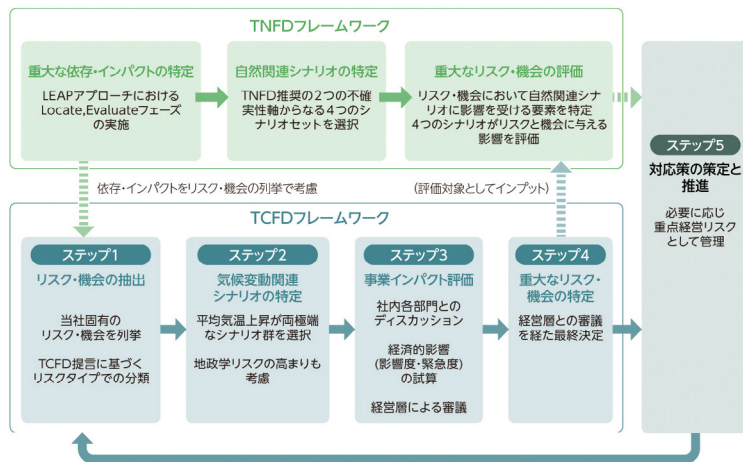 TNFDフレームワーク
重大な依存・インパクトの特定
LEAPアプローチにおける
Locate,Evaluateフェーズ
の実施
自然関連シナリオの特定
TNFD推奨の2つの不確
実性軸からなる4つのシ
ナリオセットを選択
重大なリスク・機会の評価
リスク・機会において自然関連シナ
リオに影響を受ける要素を特定
4つのシナリオがリスクと機会に与える
影響を評価
依存・インパクトをリスク・機会の列挙で考慮
(評価対象としてインプット)
TCFDフレームワーク
ステップ1
リスク・機会の抽出
当社固有の
リスク・機会を列挙
TCFD提言に基づく
リスクタイプでの分類
ステップ2
気候変動関連
シナリオの特定
平均気温上昇が両極端
なシナリオ群を選択
地政学リスクの高まりも
考慮
ステップ3
事業インパクト評価
社内各部門との
ディスカッション
経済的影響
(影響度・緊急度)
の試算
経営層による審議
ステップ4
重大なリスク・
機会の特定
経営層との審議
を経た最終決定
ステップ5
対応策の策定と
推進
必要に応じ
重点経営リスク
として管理